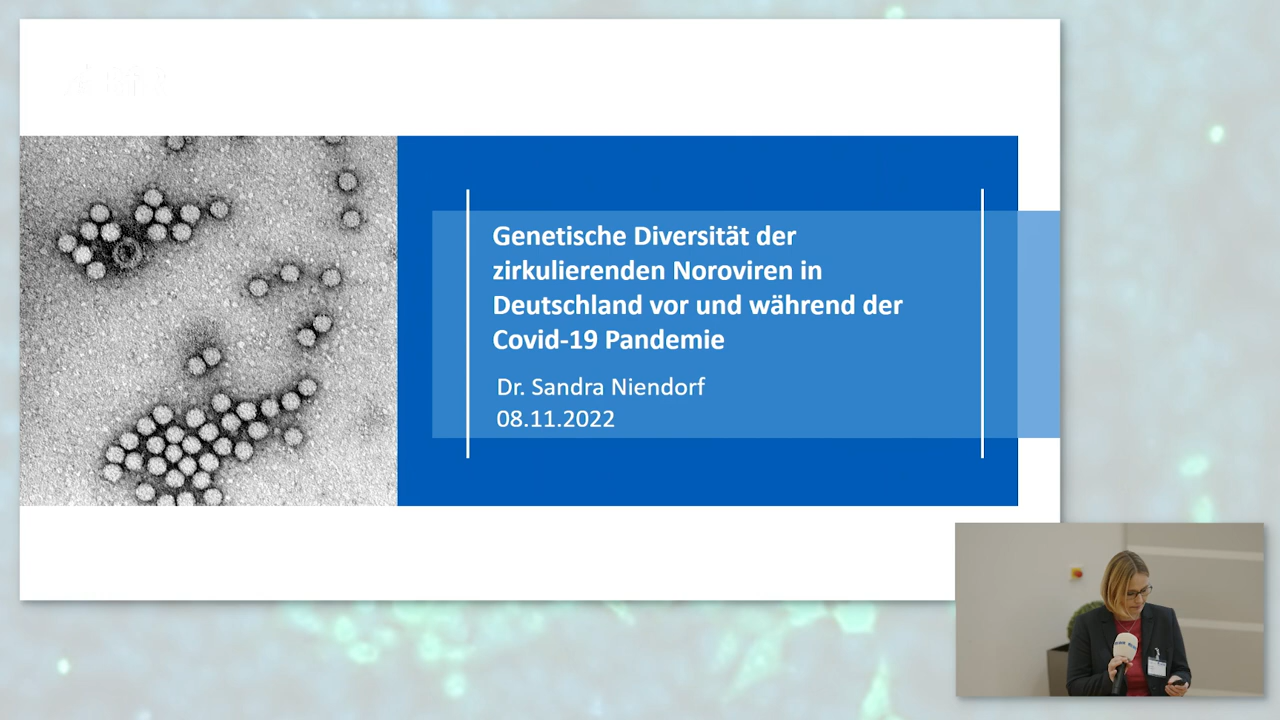 Genetische Diversität der
zirkulierenden Noroviren in
Deutschland vor und während der
Covid-19 Pandemie
Dr. Sandra Niendorf
08.11.2022